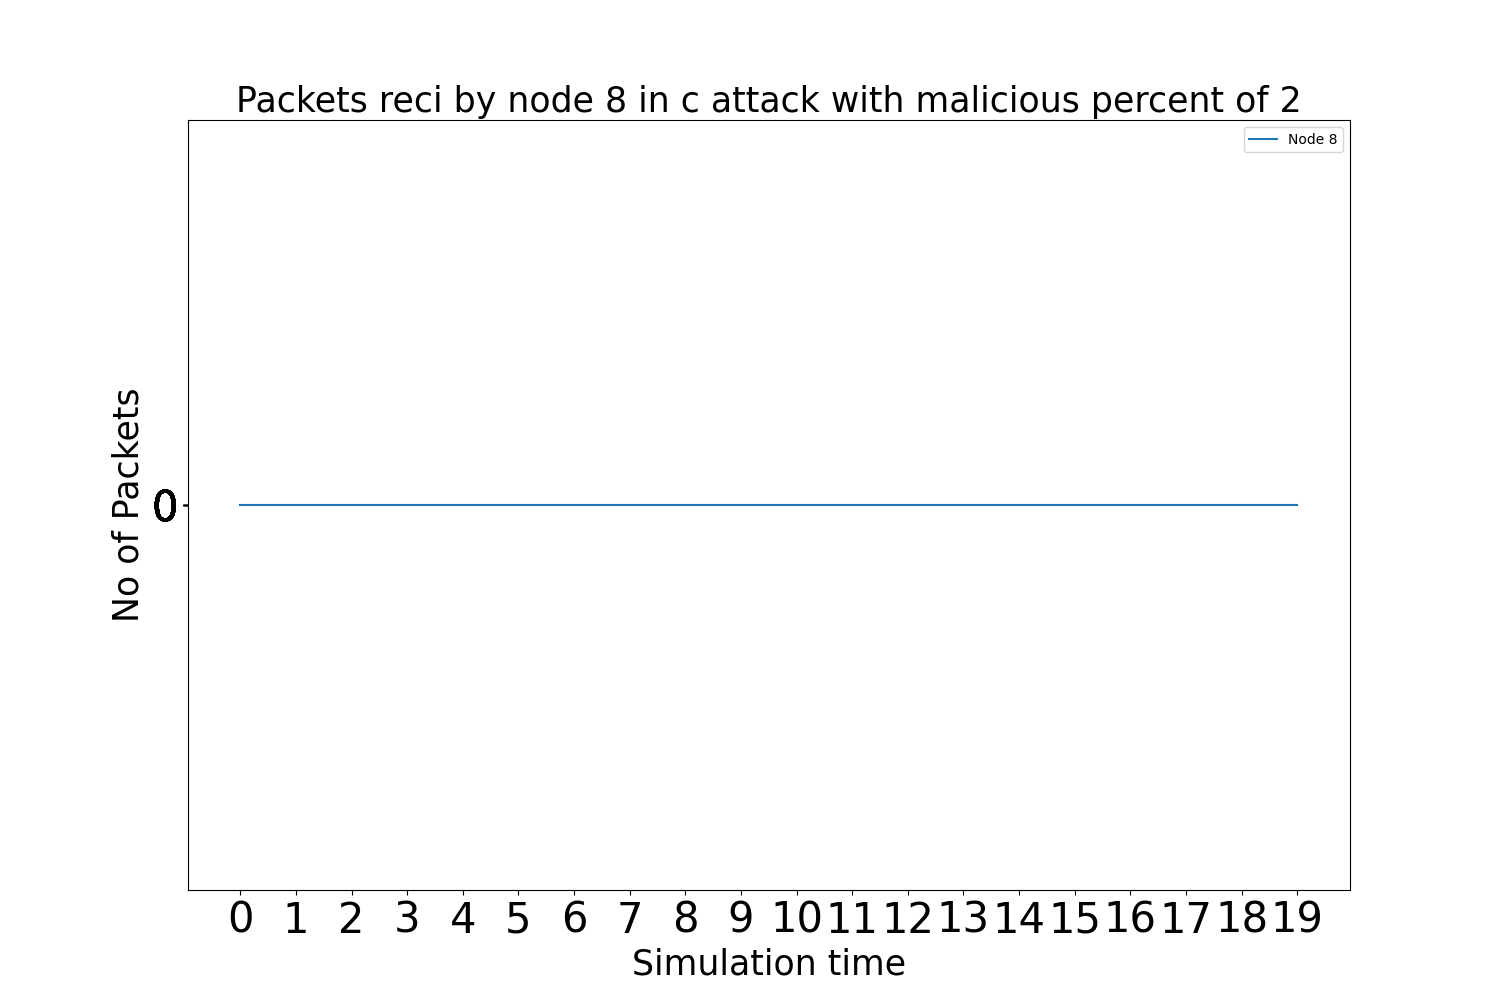 Packets reci by node 8 in c attack with malicious percent of 2
Node 8
No of Packets
0
0 1 2 3 4 5 6 7 8 9 10 11 12 13 14 15 16 17 18 19
Simulation time